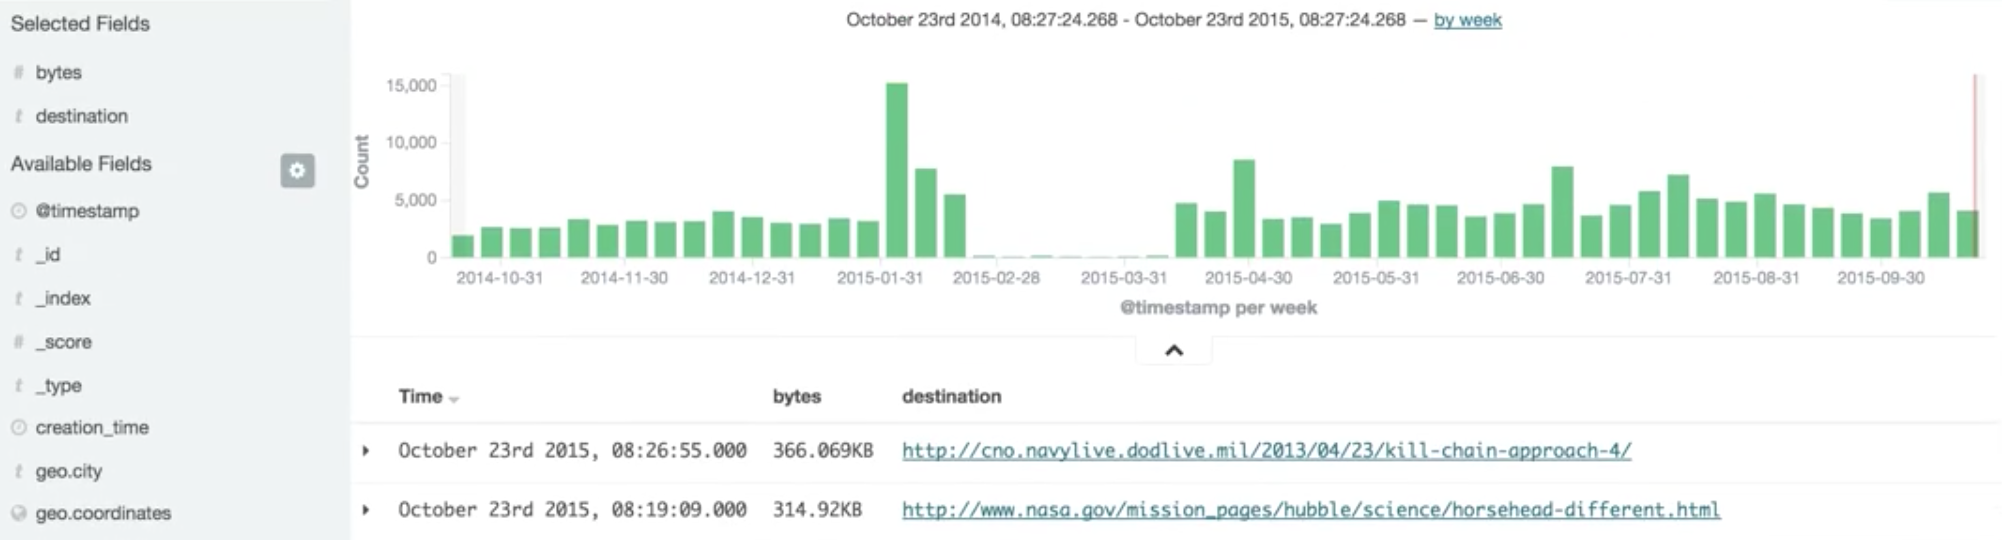 Selected Fields
# bytes
t destination
Available Fields
@timestamp
t _id
t _index
# _score
t _type
creation_time
t geo.city
geo.coordinates
October 23rd 2014, 08:27:24.268 - October 23rd 2015, 08:27:24.268 — by week
Count
15,000
10,000
5,000
0
2014-10-31 2014-11-30 2014-12-31 2015-01-31 2015-02-28 2015-03-31 2015-04-30 2015-05-31 2015-06-30 2015-07-31 2015-08-31 2015-09-30
@timestamp per week
Time bytes destination
October 23rd 2015, 08:26:55.000 366.069KB http://cno.navylive.dodlive.mil/2013/04/23/kill-chain-approach-4/
October 23rd 2015, 08:19:09.000 314.92KB http://www.nasa.gov/mission_pages/hubble/science/horsehead-different.html